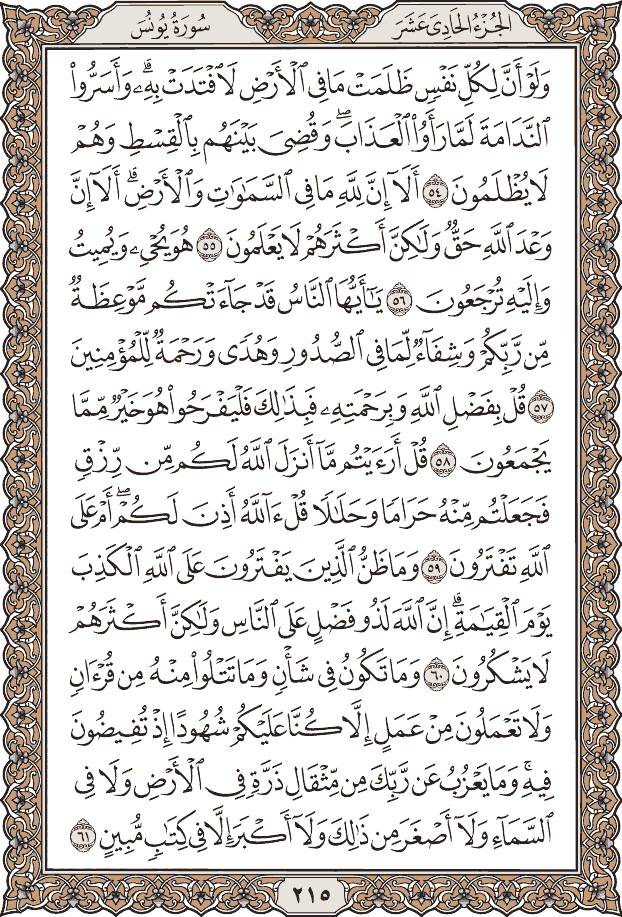 الجُزْءُ الحَادِى عَشَرَ
سُورَةُ يُونُسَ
وَلَوْ أَنَّ لِكُلِّ نَفْسٍ ظَلَمَتْ مَا فِى ٱلْأَرْضِ لَٱفْتَدَتْ بِهِۦۗ وَأَسَرُّوا۟
ٱلنَّدَامَةَ لَمَّا رَأَوُا۟ ٱلْعَذَابَۖ وَقُضِىَ بَيْنَهُم بِٱلْقِسْطِ وَهُمْ
لَا يُظْلَمُونَ ٥٤ أَلَآ إِنَّ لِلَّهِ مَا فِى ٱلسَّمَٰوَٰتِ وَٱلْأَرْضِۗ أَلَآ إِنَّ
وَعْدَ ٱللَّهِ حَقٌّ وَلَٰكِنَّ أَكْثَرَهُمْ لَا يَعْلَمُونَ ٥٥ هُوَ يُحْىِۦ وَيُمِيتُ
وَإِلَيْهِ تُرْجَعُونَ ٥٦ يَٰٓأَيُّهَا ٱلنَّاسُ قَدْ جَآءَتْكُم مَّوْعِظَةٌ
مِّن رَّبِّكُمْ وَشِفَآءٌ لِّمَا فِى ٱلصُّدُورِ وَهُدًى وَرَحْمَةٌ لِّلْمُؤْمِنِينَ
٥٧ قُلْ بِفَضْلِ ٱللَّهِ وَبِرَحْمَتِهِۦ فَبِذَٰلِكَ فَلْيَفْرَحُوا۟ هُوَ خَيْرٌ مِّمَّا
يَجْمَعُونَ ٥٨ قُلْ أَرَءَيْتُم مَّآ أَنزَلَ ٱللَّهُ لَكُم مِّن رِّزْقٍ
فَجَعَلْتُم مِّنْهُ حَرَامًا وَحَلَٰلًا قُلْ ءَآللَّهُ أَذِنَ لَكُمْۖ أَمْ عَلَى
ٱللَّهِ تَفْتَرُونَ ٥٩ وَمَا ظَنُّ ٱلَّذِينَ يَفْتَرُونَ عَلَى ٱللَّهِ ٱلْكَذِبَ
يَوْمَ ٱلْقِيَٰمَةِۗ إِنَّ ٱللَّهَ لَذُو فَضْلٍ عَلَى ٱلنَّاسِ وَلَٰكِنَّ أَكْثَرَهُمْ
لَا يَشْكُرُونَ ٦٠ وَمَا تَكُونُ فِى شَأْنٍ وَمَا تَتْلُوا۟ مِنْهُ مِن قُرْءَانٍ
وَلَا تَعْمَلُونَ مِنْ عَمَلٍ إِلَّا كُنَّا عَلَيْكُمْ شُهُودًا إِذْ تُفِيضُونَ
فِيهِۚ وَمَا يَعْزُبُ عَن رَّبِّكَ مِن مِّثْقَالِ ذَرَّةٍ فِى ٱلْأَرْضِ وَلَا فِى
ٱلسَّمَآءِ وَلَآ أَصْغَرَ مِن ذَٰلِكَ وَلَآ أَكْبَرَ إِلَّا فِى كِتَٰبٍ مُّبِينٍ ٦١
٢١٥